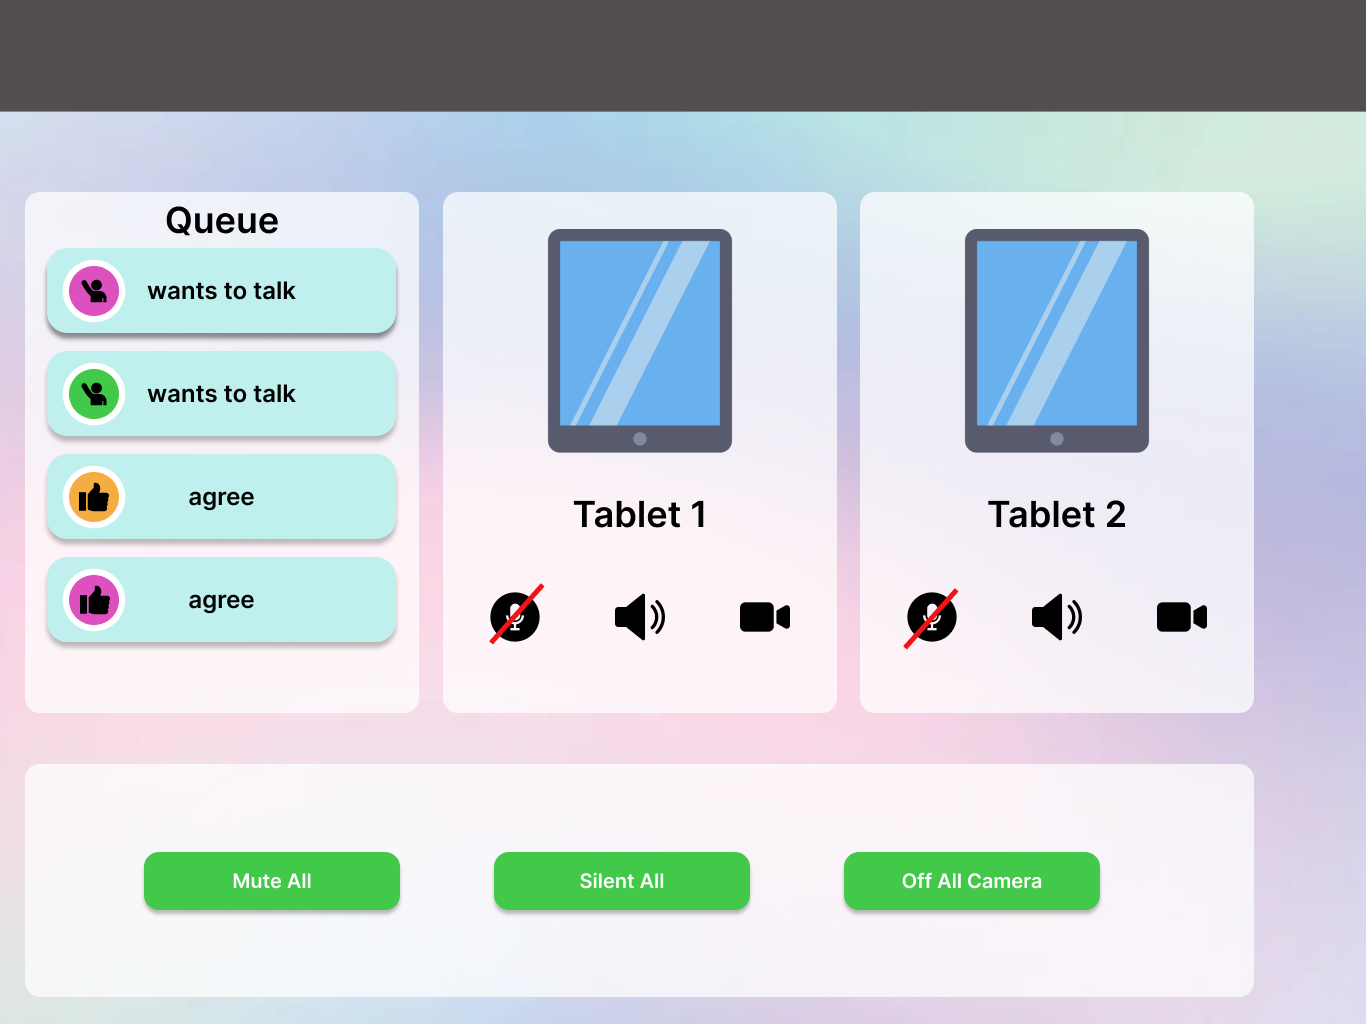 Queue
wants to talk
wants to talk
agree
agree
Tablet 1
Tablet 2
Mute All
Silent All
Off All Camera